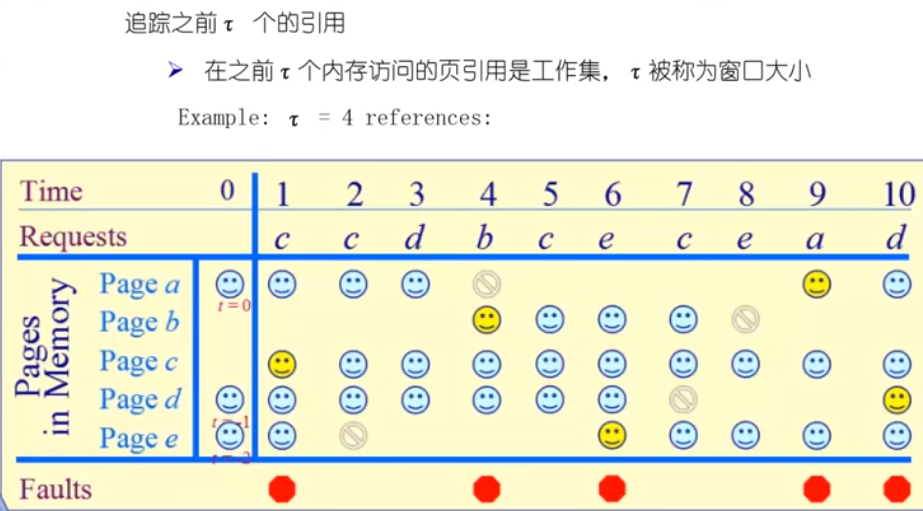 追踪之前 τ 个的引用
➢ 在之前 τ 个内存访问的页引用是工作集， τ 被称为窗口大小
Example: τ = 4 references:
Time 0 1 2 3 4 5 6 7 8 9 10
Requests c c d b c e c e a d
Pages in Memory
Page a
t = 0
Page b
Page c
Page d
t = -1
Page e
t = -2
Faults